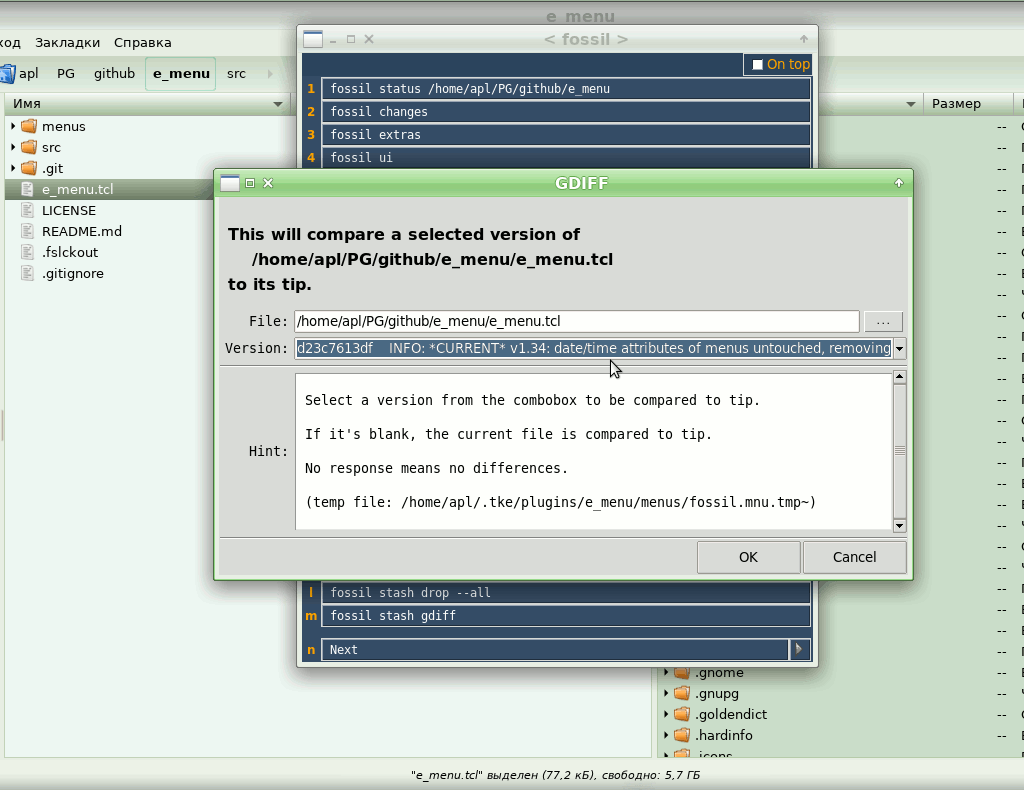 e_menu
< fossil >
ход Закладки Справка
apl PG github e_menu src
On top
Имя
Размер
1 fossil status /home/apl/PG/github/e_menu
2 fossil changes
3 fossil extras
4 fossil ui
menus
src
.git
e_menu.tcl
LICENSE
README.md
.fslckout
.gitignore
GDIFF
This will compare a selected version of
/home/apl/PG/github/e_menu/e_menu.tcl
to its tip.
File: /home/apl/PG/github/e_menu/e_menu.tcl ...
Version: d23c7613df INFO: *CURRENT* v1.34: date/time attributes of menus untouched, removing
Hint:
Select a version from the combobox to be compared to tip.
If it's blank, the current file is compared to tip.
No response means no differences.
(temp file: /home/apl/.tke/plugins/e_menu/menus/fossil.mnu.tmp~)
OK Cancel
l fossil stash drop --all
m fossil stash gdiff
n Next
.gnome --
.gnupg --
.goldendict --
.hardinfo --
.icons --
"e_menu.tcl" выделен (77,2 кБ), свободно: 5,7 ГБ